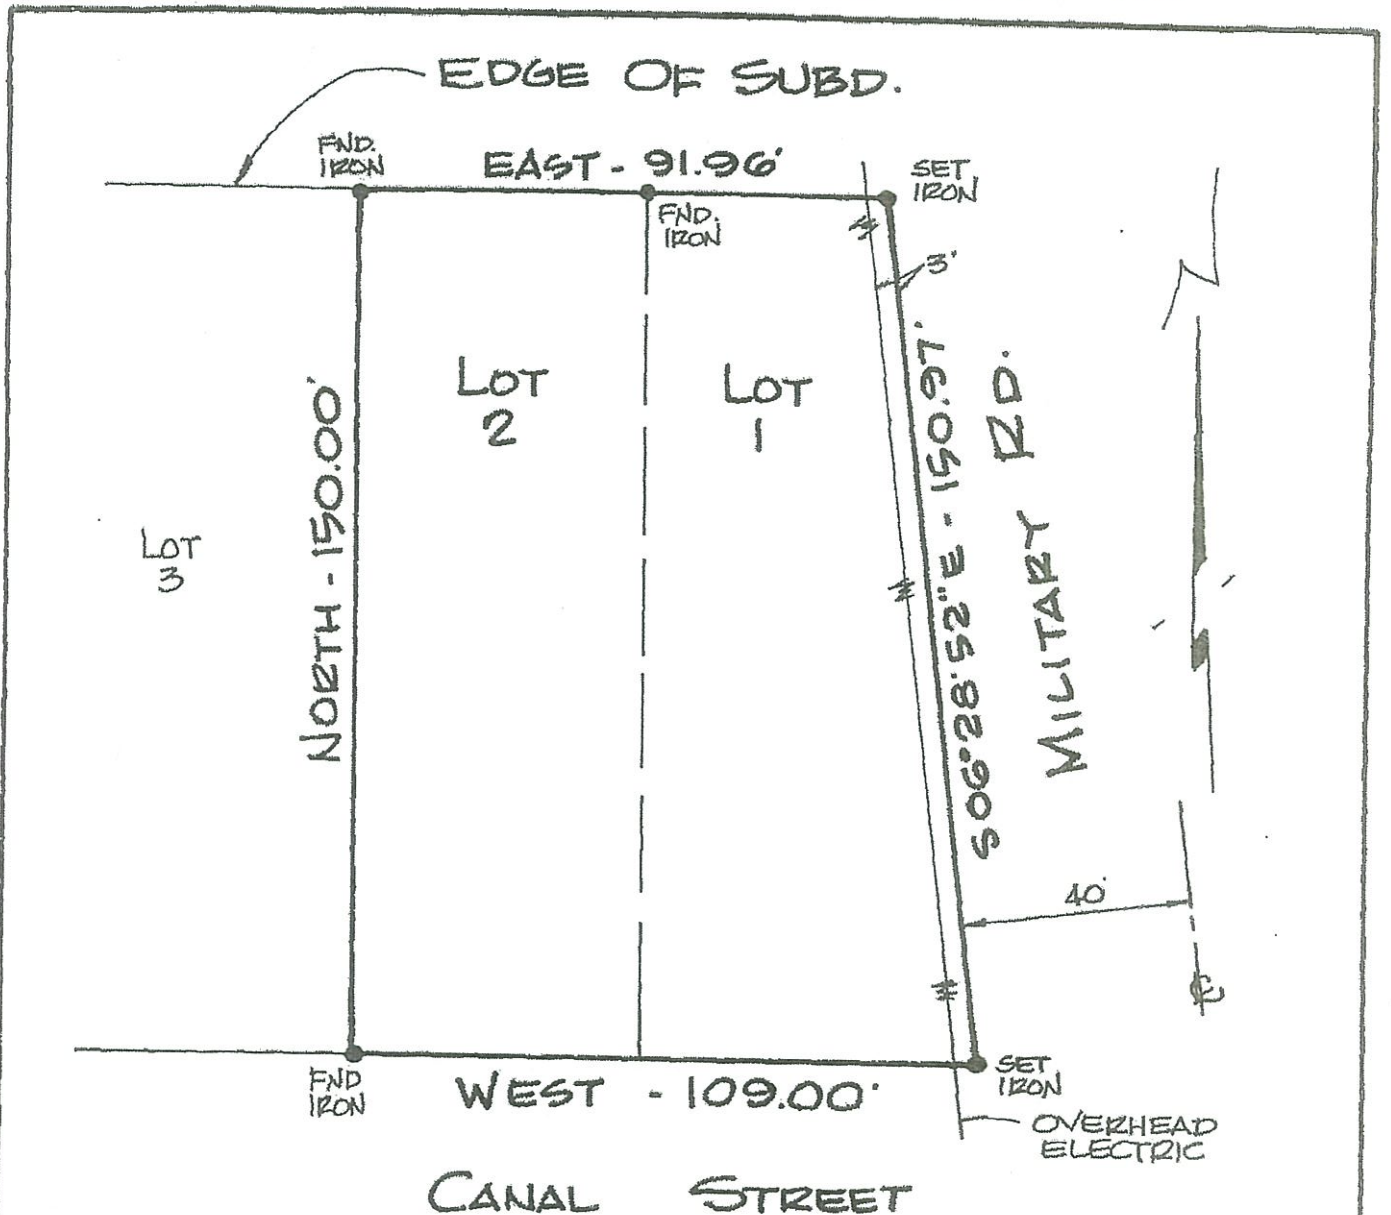 EDGE OF SUBD.
FND.
IRON
EAST - 91.96'
SET
IRON
FND.
IRON
3'
LOT
2
LOT
1
LOT
3
NORTH - 150.00'
S 06°28'52" E - 150.97'
MILITARY RD.
40'
℄
FND
IRON
WEST - 109.00'
SET
IRON
OVERHEAD
ELECTRIC
CANAL STREET